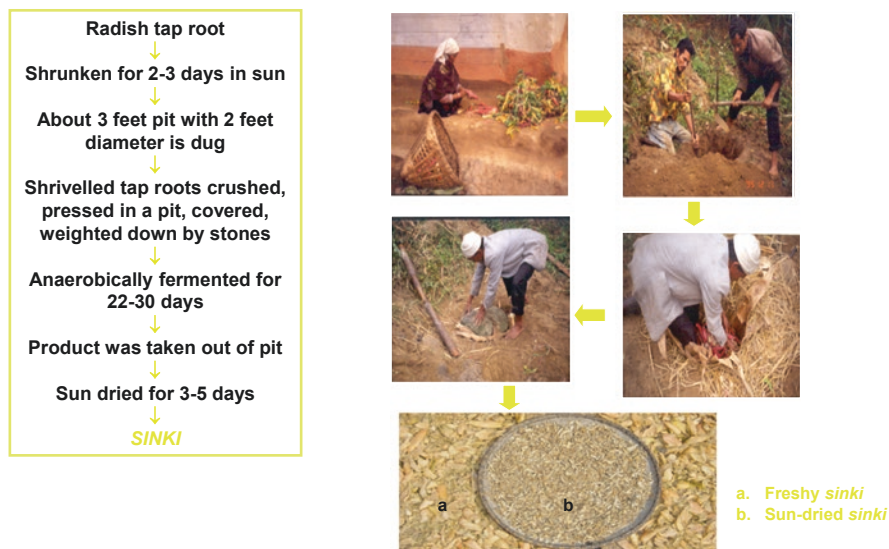 Radish tap root
↓
Shrunken for 2-3 days in sun
↓
About 3 feet pit with 2 feet
diameter is dug
↓
Shrivelled tap roots crushed,
pressed in a pit, covered,
weighted down by stones
↓
Anaerobically fermented for
22-30 days
↓
Product was taken out of pit
↓
Sun dried for 3-5 days
↓
SINKI
a
b
a. Freshy sinki
b. Sun-dried sinki